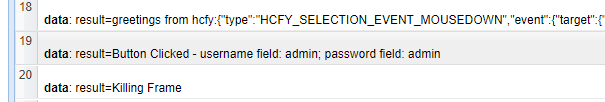 18
data: result=greetings from hcfy:{"type":"HCFY_SELECTION_EVENT_MOUSEDOWN","event":{"target":{"
19
data: result=Button Clicked - username field: admin; password field: admin
20
data: result=Killing Frame